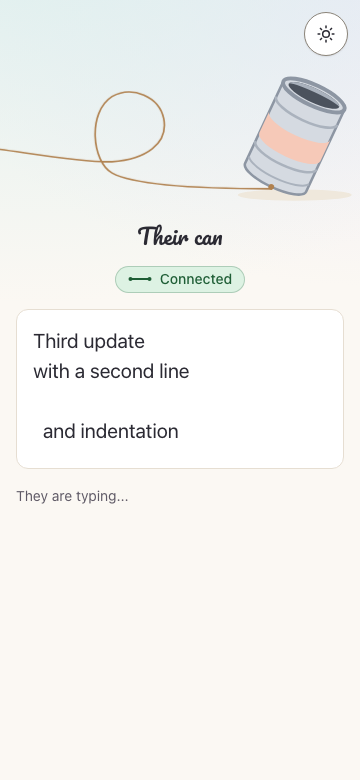 Their can
Connected
Third update
with a second line

  and indentation
They are typing...